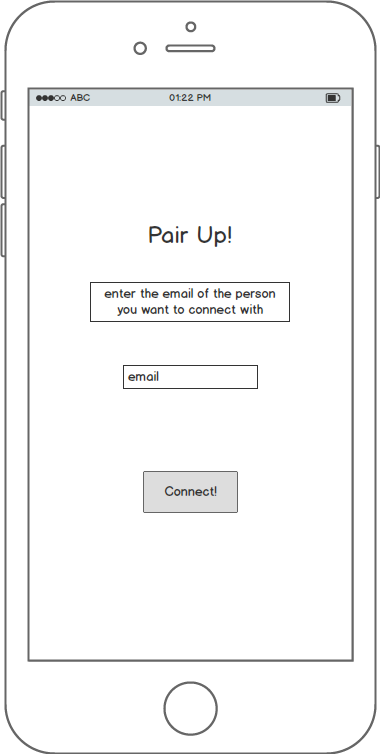 ABC 01:22 PM
Pair Up!
enter the email of the person
you want to connect with
email
Connect!